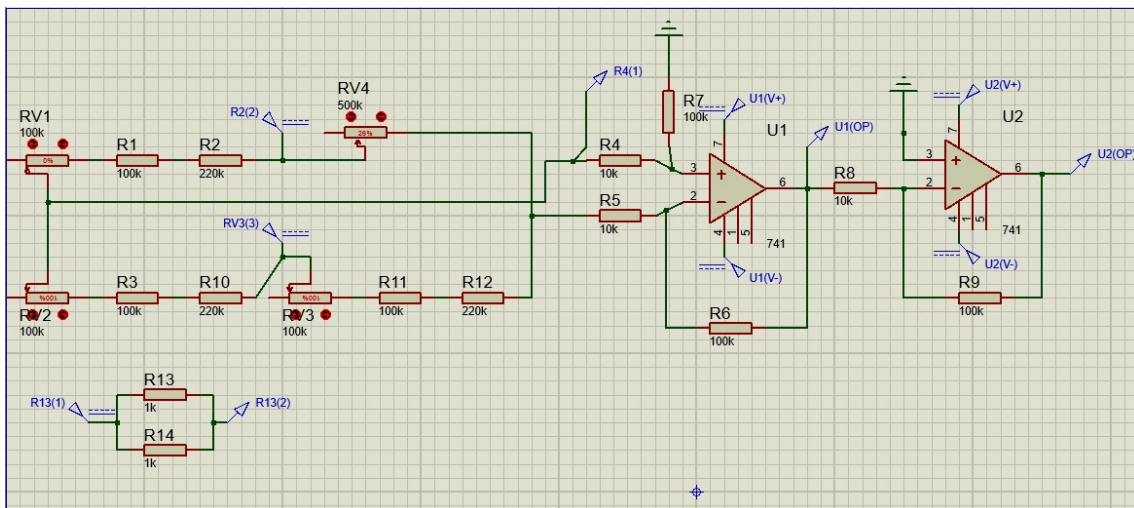 R4(1)
RV4
500k
26%
RV1
100k
0%
R2(2)
R1
100k
R2
220k
R7
100k
U1(V+)
U1
U1(OP)
U2(V+)
U2
U2(OP)
R4
10k
3
2
7
6
4
1
5
741
U1(V-)
R5
10k
R8
10k
3
2
7
6
4
1
5
741
U2(V-)
RV3(3)
R3
100k
R10
220k
100%
RV2
100k
100%
RV3
100k
R11
100k
R12
220k
R6
100k
R9
100k
R13(1)
R13
1k
R13(2)
R14
1k